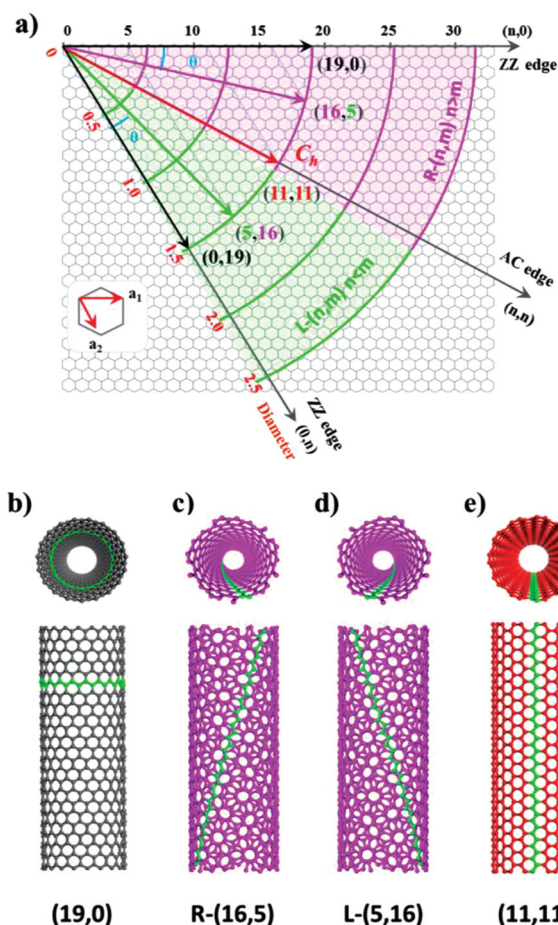 a)
0 5 10 15 20 25 30 (n,0)
ZZ edge
0
θ
(19,0)
(16,5)
0.5
θ
C_h
R-(n,m) n>m
1.0
(11,11)
(5,16)
(0,19)
1.5
AC edge
(n,n)
L-(n,m) n<m
a₁
a₂
2.0
2.5
ZZ edge
(0,n)
Diameter
b) c) d) e)
(19,0) R-(16,5) L-(5,16) (11,11